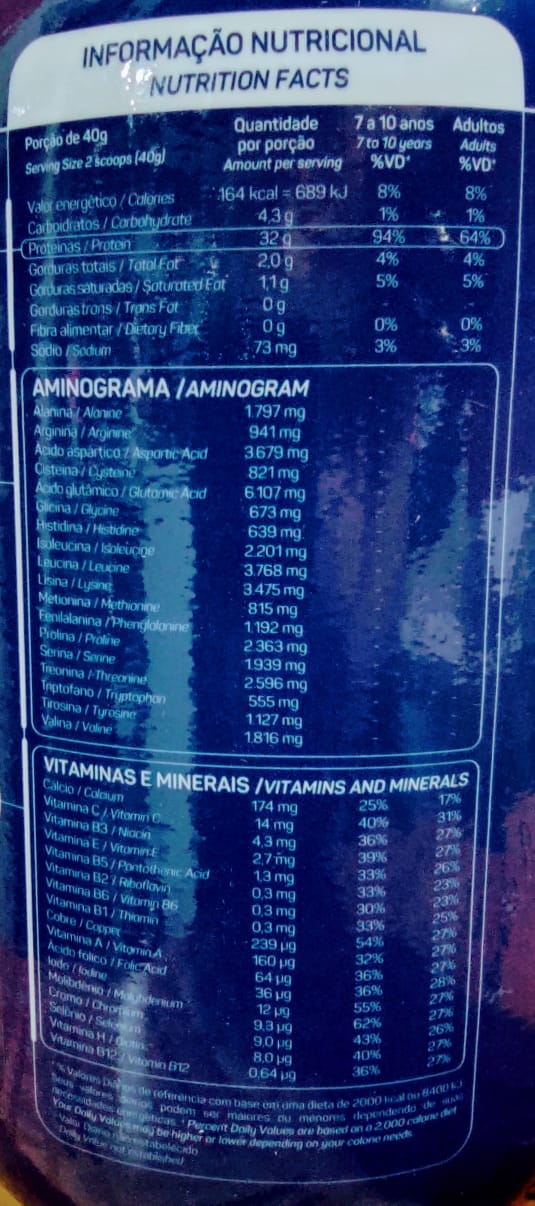 INFORMAÇÃO NUTRICIONAL
NUTRITION FACTS
Porção de 40g Quantidade por porção 7 a 10 anos Adultos
Serving Size 2 scoops (40g) Amount per serving 7 to 10 years %VD* Adults %VD*
Valor energético / Calories 164 kcal = 689 kJ 8% 8%
Carboidratos / Carbohydrate 4,3 g 1% 1%
Proteínas / Protein 32 g 94% 64%
Gorduras totais / Total Fat 2,0 g 4% 4%
Gorduras saturadas / Saturated Fat 1,1 g 5% 5%
Gorduras trans / Trans Fat 0 g
Fibra alimentar / Dietary Fiber 0 g 0% 0%
Sódio / Sodium 73 mg 3% 3%
AMINOGRAMA / AMINOGRAM
Alanina / Alanine 1.797 mg
Arginina / Arginine 941 mg
Ácido aspártico / Aspartic Acid 3.679 mg
Cisteína / Cysteine 821 mg
Ácido glutâmico / Glutamic Acid 6.107 mg
Glicina / Glycine 673 mg
Histidina / Histidine 639 mg
Isoleucina / Isoleucine 2.201 mg
Leucina / Leucine 3.768 mg
Lisina / Lysine 3.475 mg
Metionina / Methionine 815 mg
Fenilalanina / Phenylalanine 1.192 mg
Prolina / Proline 2.363 mg
Serina / Serine 1.939 mg
Treonina / Threonine 2.596 mg
Triptofano / Tryptophan 555 mg
Tirosina / Tyrosine 1.127 mg
Valina / Valine 1.816 mg
VITAMINAS E MINERAIS / VITAMINS AND MINERALS
Cálcio / Calcium 174 mg 25% 17%
Vitamina C / Vitamin C 14 mg 40% 31%
Vitamina B3 / Niacin 4,3 mg 36% 27%
Vitamina E / Vitamin E 2,7 mg 39% 27%
Vitamina B5 / Pantothenic Acid 1,3 mg 33% 26%
Vitamina B2 / Riboflavin 0,3 mg 33% 23%
Vitamina B6 / Vitamin B6 0,3 mg 30% 23%
Vitamina B1 / Thiamin 0,3 mg 33% 25%
Cobre / Copper 239 µg 54% 27%
Vitamina A / Vitamin A 160 µg 32% 27%
Ácido fólico / Folic Acid 64 µg 36% 27%
Iodo / Iodine 36 µg 36% 28%
Molibdênio / Molybdenium 12 µg 55% 27%
Cromo / Chromium 9,3 µg 62% 27%
Selênio / Selenium 9,0 µg 43% 26%
Vitamina H / Biotin 8,0 µg 40% 27%
Vitamina B12 / Vitamin B12 0,64 µg 36% 27%
* % Valores Diários de referência com base em uma dieta de 2000 kcal ou 8400 kJ.
Seus valores diários podem ser maiores ou menores dependendo de suas
necessidades energéticas. * Percent Daily Values are based on a 2.000 calorie diet
Your Daily Values may be higher or lower depending on your calorie needs.
Valor Diário não estabelecido
Daily Value not established